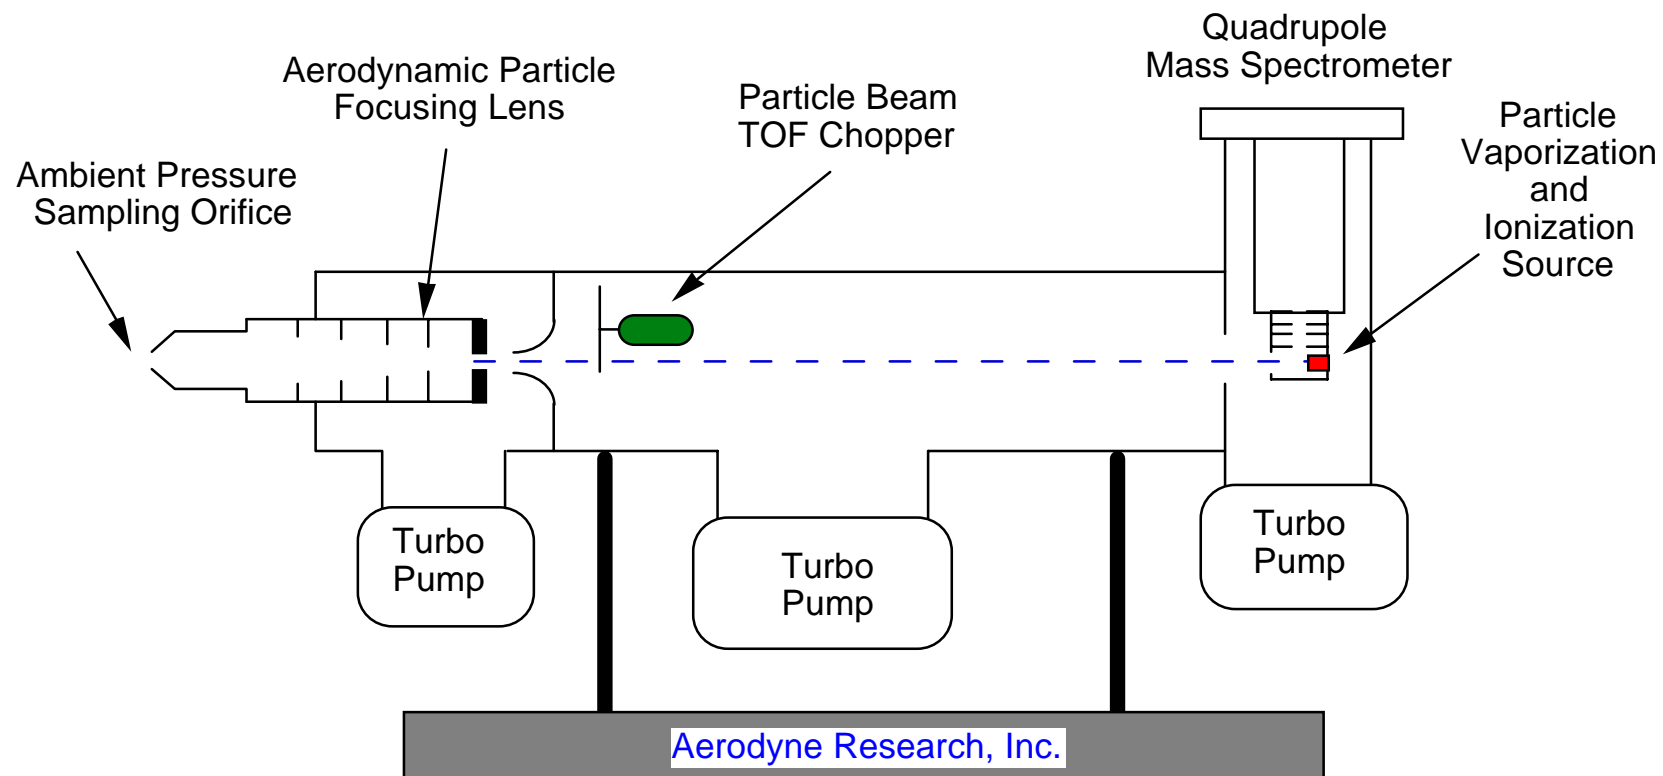 Quadrupole
Mass Spectrometer
Aerodynamic Particle
Focusing Lens
Particle Beam
TOF Chopper
Particle
Vaporization
and
Ionization
Source
Ambient Pressure
Sampling Orifice
Turbo
Pump
Turbo
Pump
Turbo
Pump
Aerodyne Research, Inc.